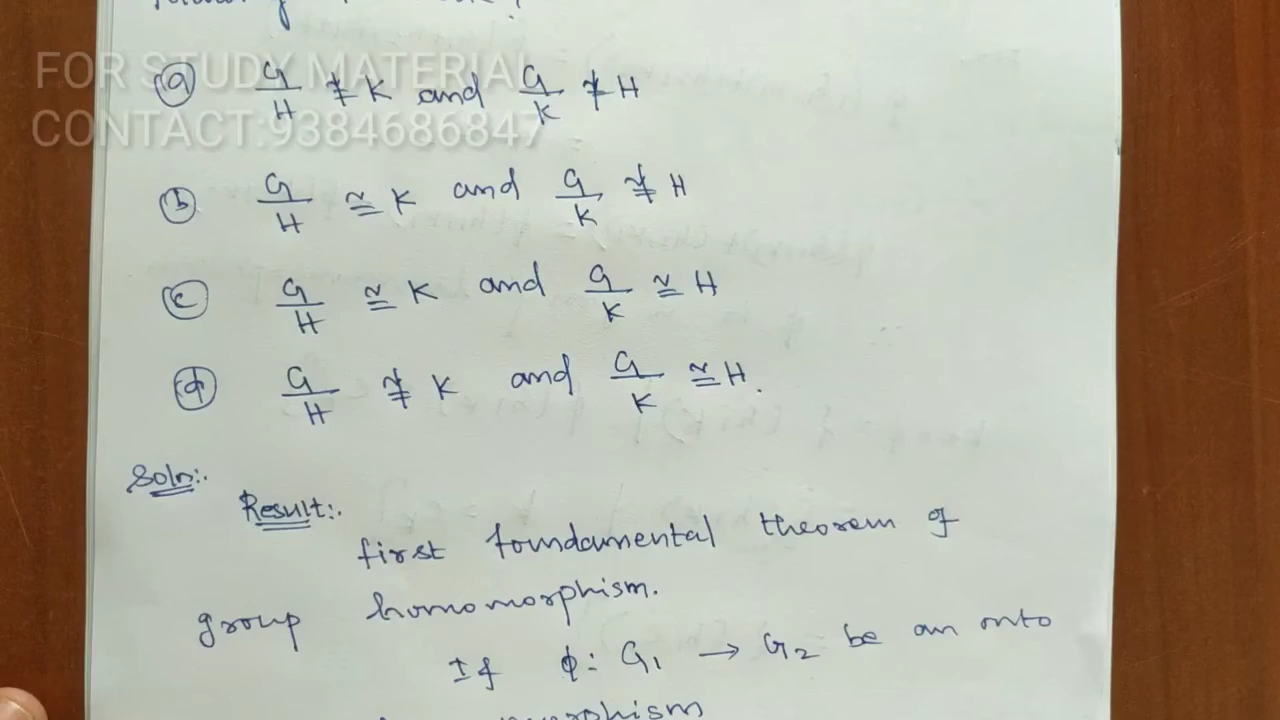 FOR STUDY MATERIAL
CONTACT:9384686847
(a) G/H ≇ K and G/K ≇ H
(b) G/H ≅ K and G/K ≇ H
(c) G/H ≅ K and G/K ≅ H
(d) G/H ≇ K and G/K ≅ H.
Soln:.
Result:.
first foundamental theorem of
group homomorphism.
If ϕ: G₁ → G₂ be an onto